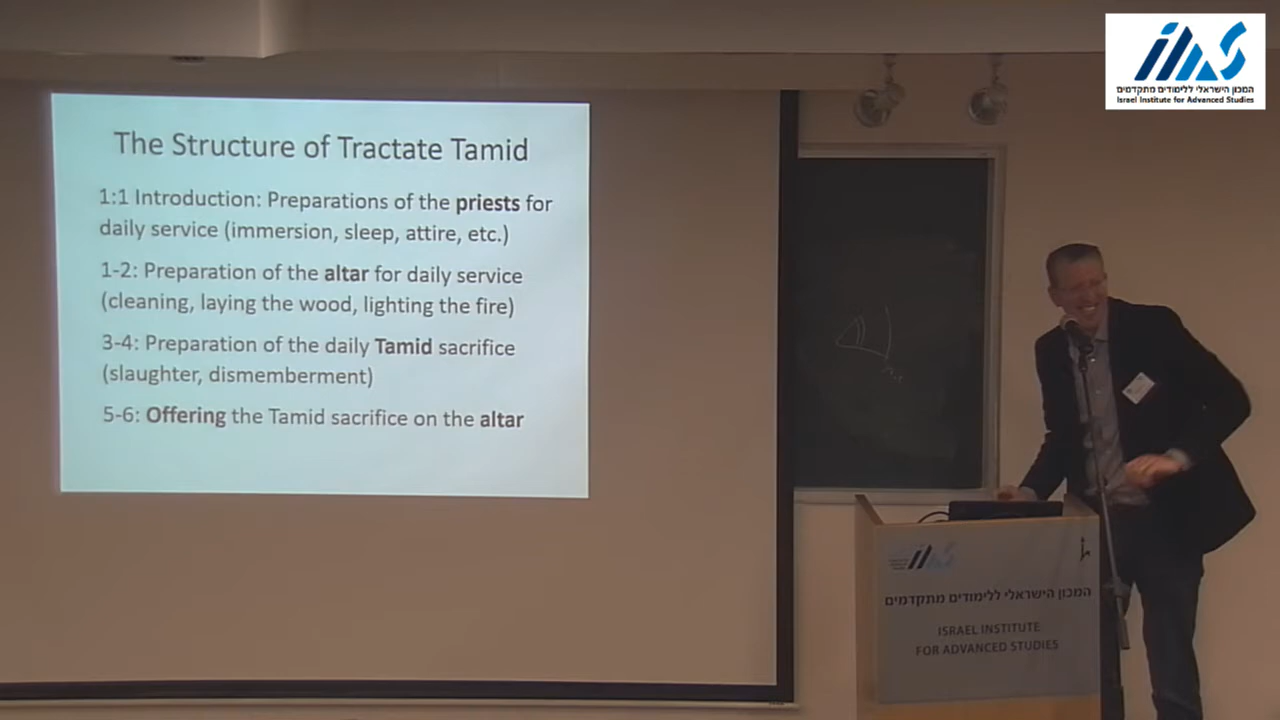 The Structure of Tractate Tamid
1:1 Introduction: Preparations of the priests for
daily service (immersion, sleep, attire, etc.)
1-2: Preparation of the altar for daily service
(cleaning, laying the wood, lighting the fire)
3-4: Preparation of the daily Tamid sacrifice
(slaughter, dismemberment)
5-6: Offering the Tamid sacrifice on the altar
המכון הישראלי ללימודים מתקדמים
Israel Institute for Advanced Studies
המכון הישראלי ללימודים מתקדמים
ISRAEL INSTITUTE
FOR ADVANCED STUDIES